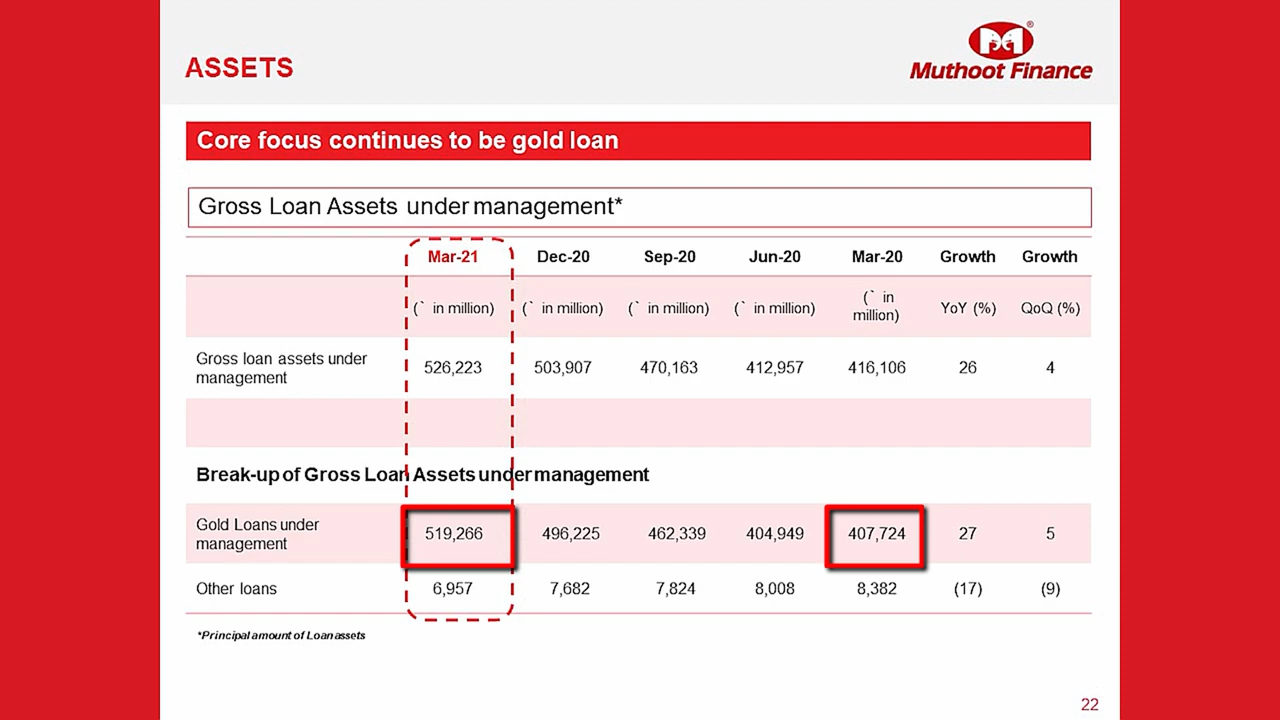 ASSETS
®
Muthoot Finance
Core focus continues to be gold loan
Gross Loan Assets under management*
Mar-21 Dec-20 Sep-20 Jun-20 Mar-20 Growth Growth
(` in million) (` in million) (` in million) (` in million) (` in YoY (%) QoQ (%)
million)
Gross loan assets under
management 526,223 503,907 470,163 412,957 416,106 26 4
Break-up of Gross Loan Assets under management
Gold Loans under
management 519,266 496,225 462,339 404,949 407,724 27 5
Other loans 6,957 7,682 7,824 8,008 8,382 (17) (9)
*Principal amount of Loan assets
22